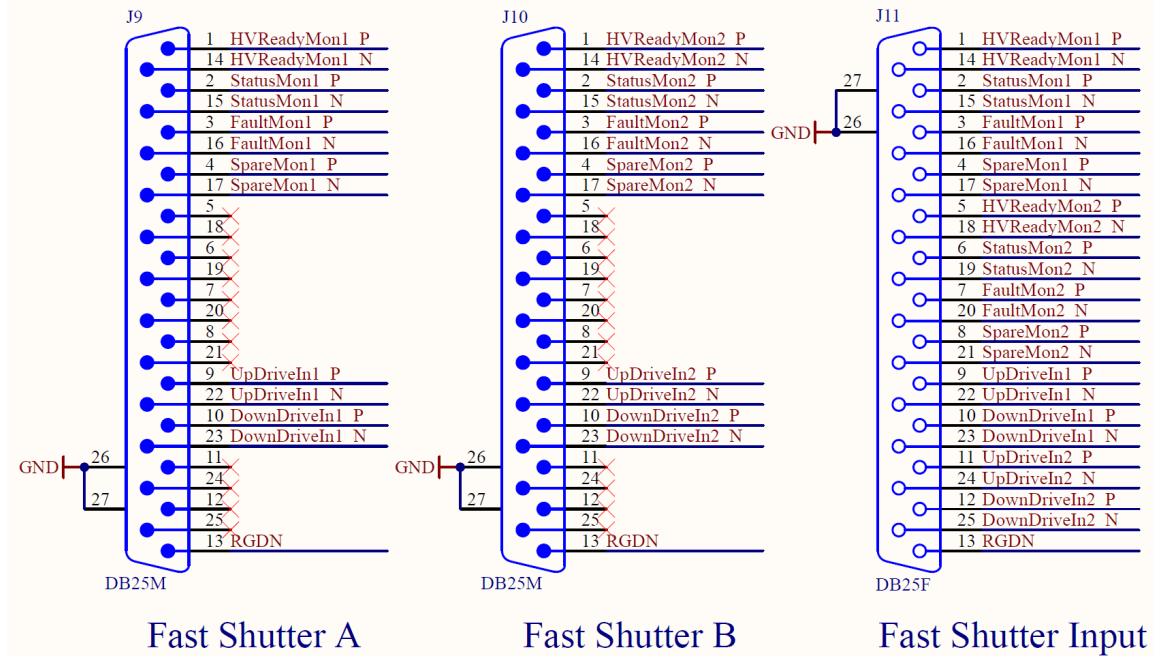 J9
1 HVReadyMon1_P
14 HVReadyMon1_N
2 StatusMon1_P
15 StatusMon1_N
3 FaultMon1_P
16 FaultMon1_N
4 SpareMon1_P
17 SpareMon1_N
5
18
6
19
7
20
8
21
9 UpDriveIn1_P
22 UpDriveIn1_N
10 DownDriveIn1_P
23 DownDriveIn1_N
11
24
12
25
13 RGDN
GND
26
27
DB25M
Fast Shutter A
J10
1 HVReadyMon2_P
14 HVReadyMon2_N
2 StatusMon2_P
15 StatusMon2_N
3 FaultMon2_P
16 FaultMon2_N
4 SpareMon2_P
17 SpareMon2_N
5
18
6
19
7
20
8
21
9 UpDriveIn2_P
22 UpDriveIn2_N
10 DownDriveIn2_P
23 DownDriveIn2_N
11
24
12
25
13 RGDN
GND
26
27
DB25M
Fast Shutter B
J11
1 HVReadyMon1_P
14 HVReadyMon1_N
2 StatusMon1_P
15 StatusMon1_N
3 FaultMon1_P
16 FaultMon1_N
4 SpareMon1_P
17 SpareMon1_N
5 HVReadyMon2_P
18 HVReadyMon2_N
6 StatusMon2_P
19 StatusMon2_N
7 FaultMon2_P
20 FaultMon2_N
8 SpareMon2_P
21 SpareMon2_N
9 UpDriveIn1_P
22 UpDriveIn1_N
10 DownDriveIn1_P
23 DownDriveIn1_N
11 UpDriveIn2_P
24 UpDriveIn2_N
12 DownDriveIn2_P
25 DownDriveIn2_N
13 RGDN
27
GND
26
DB25F
Fast Shutter Input